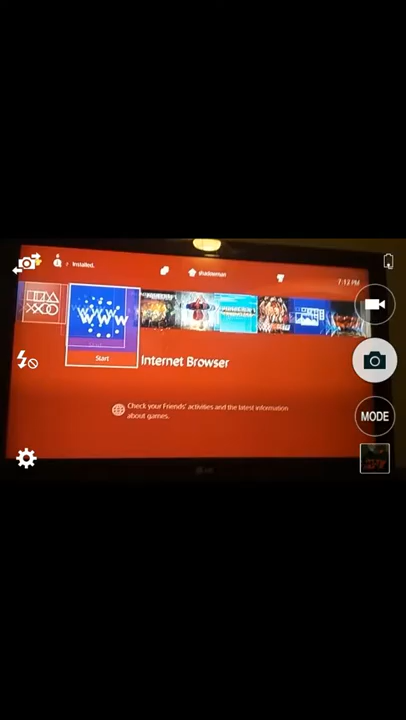 Installed.
shadowman
7:13 PM
www
Start
Internet Browser
Check your Friends' activities and the latest information
about games.
MODE
LG